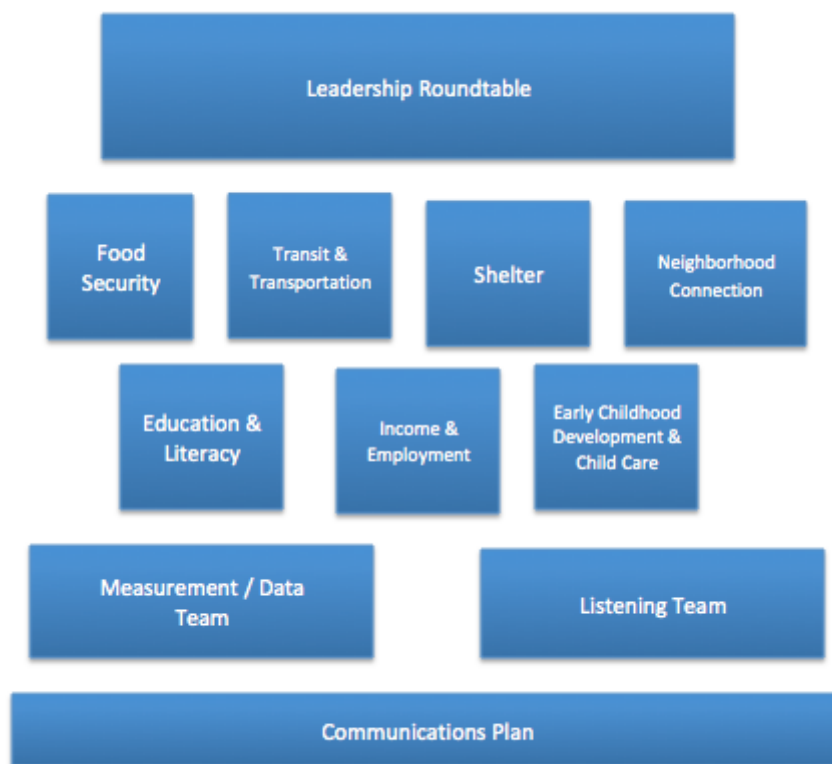 Leadership Roundtable
Food
Security
Transit &
Transportation
Shelter
Neighborhood
Connection
Education &
Literacy
Income &
Employment
Early Childhood
Development &
Child Care
Measurement / Data
Team
Listening Team
Communications Plan